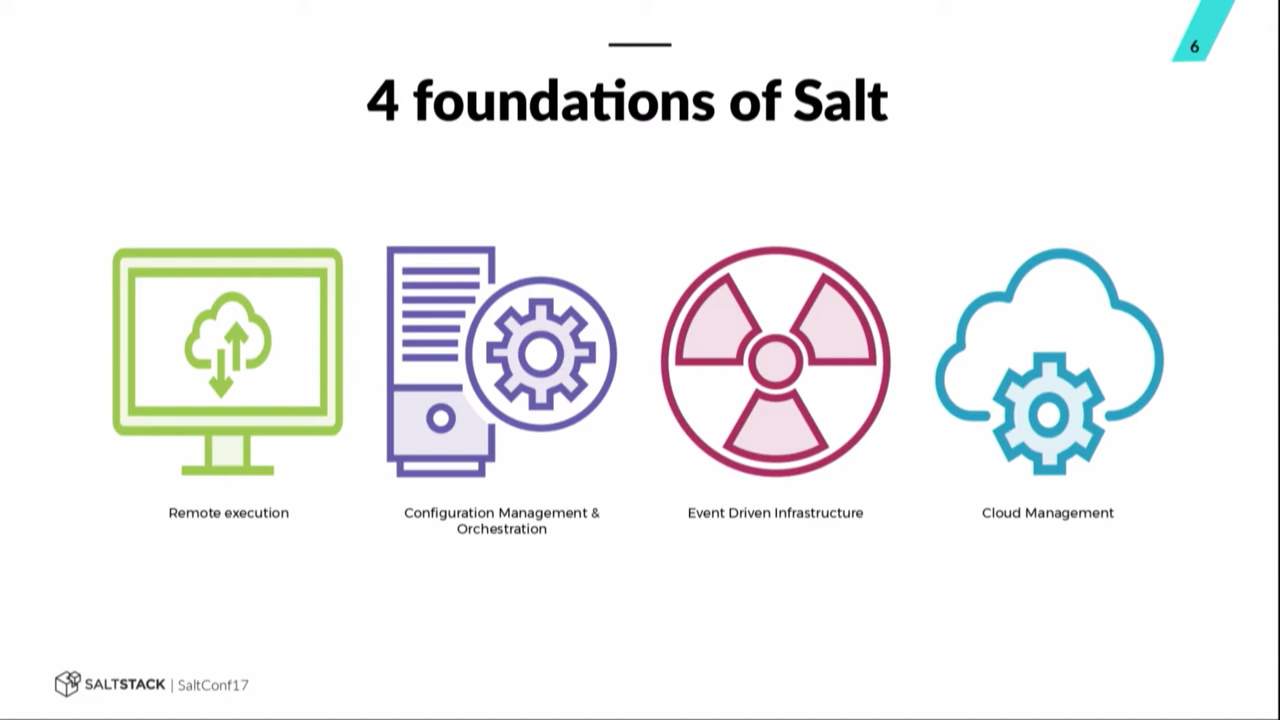 6
4 foundations of Salt
Remote execution
Configuration Management &
Orchestration
Event Driven Infrastructure
Cloud Management
SALTSTACK | SaltConf17